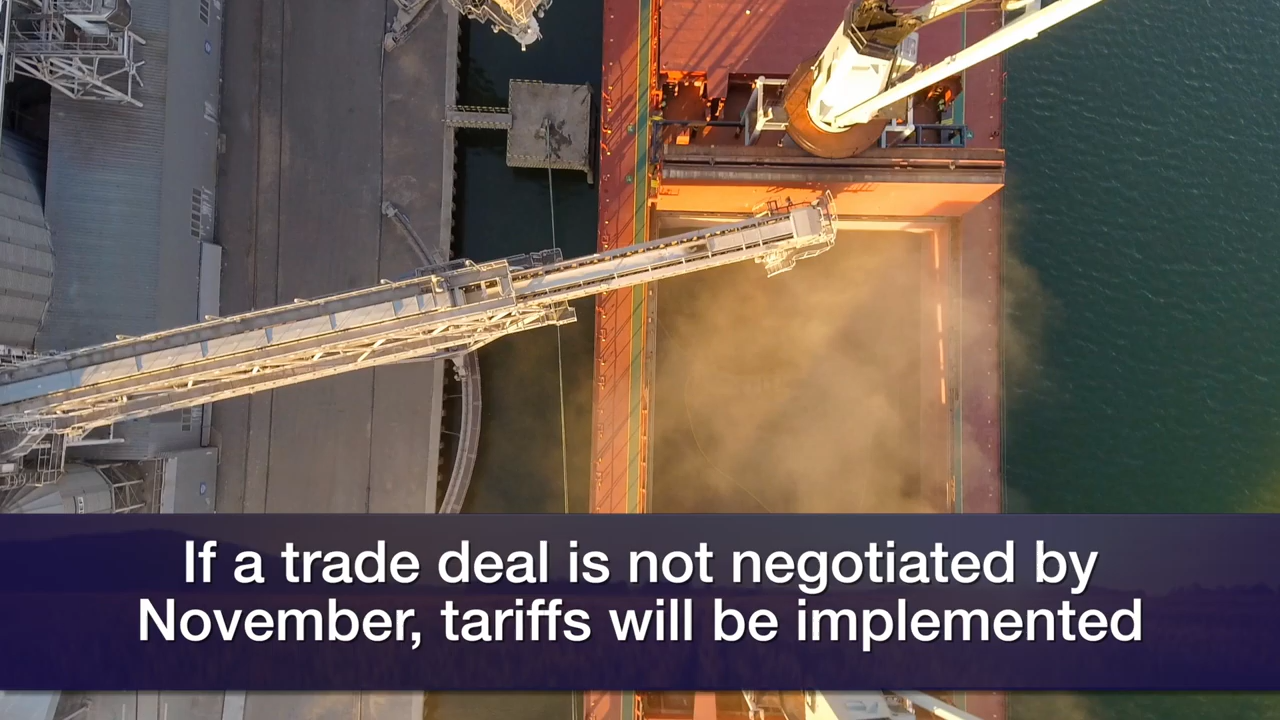 If a trade deal is not negotiated by
November, tariffs will be implemented